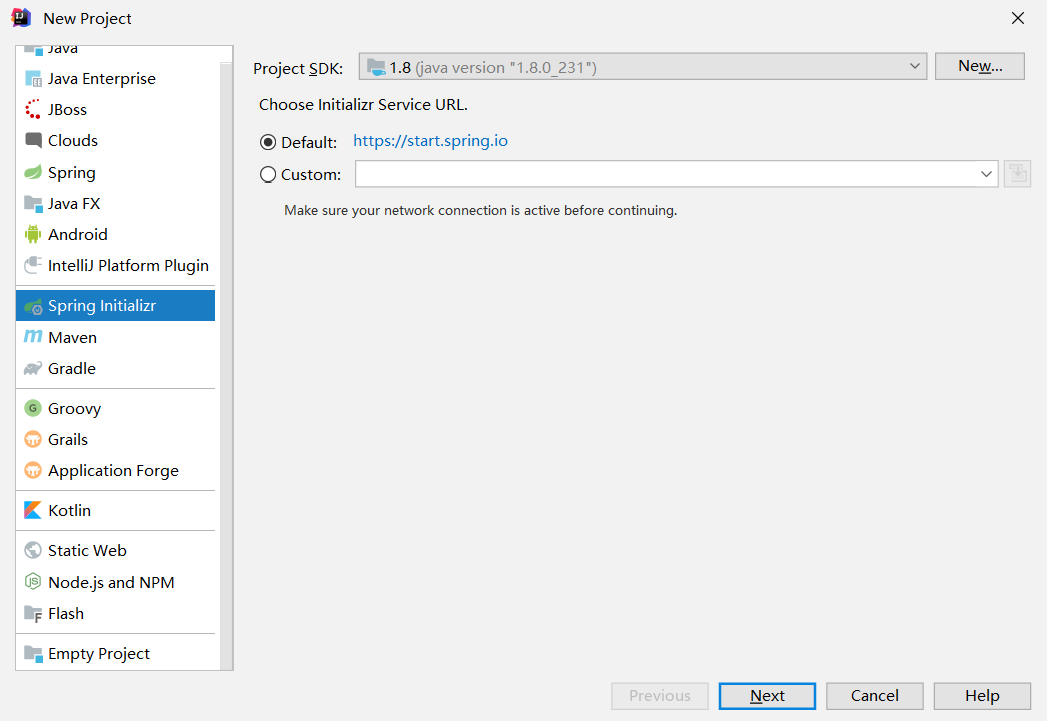 New Project
Java
Java Enterprise
JBoss
Clouds
Spring
Java FX
Android
IntelliJ Platform Plugin
Spring Initializr
Maven
Gradle
Groovy
Grails
Application Forge
Kotlin
Static Web
Node.js and NPM
Flash
Empty Project
Project SDK: 1.8 (java version "1.8.0_231") New...
Choose Initializr Service URL.
Default: https://start.spring.io
Custom:
Make sure your network connection is active before continuing.
Previous Next Cancel Help